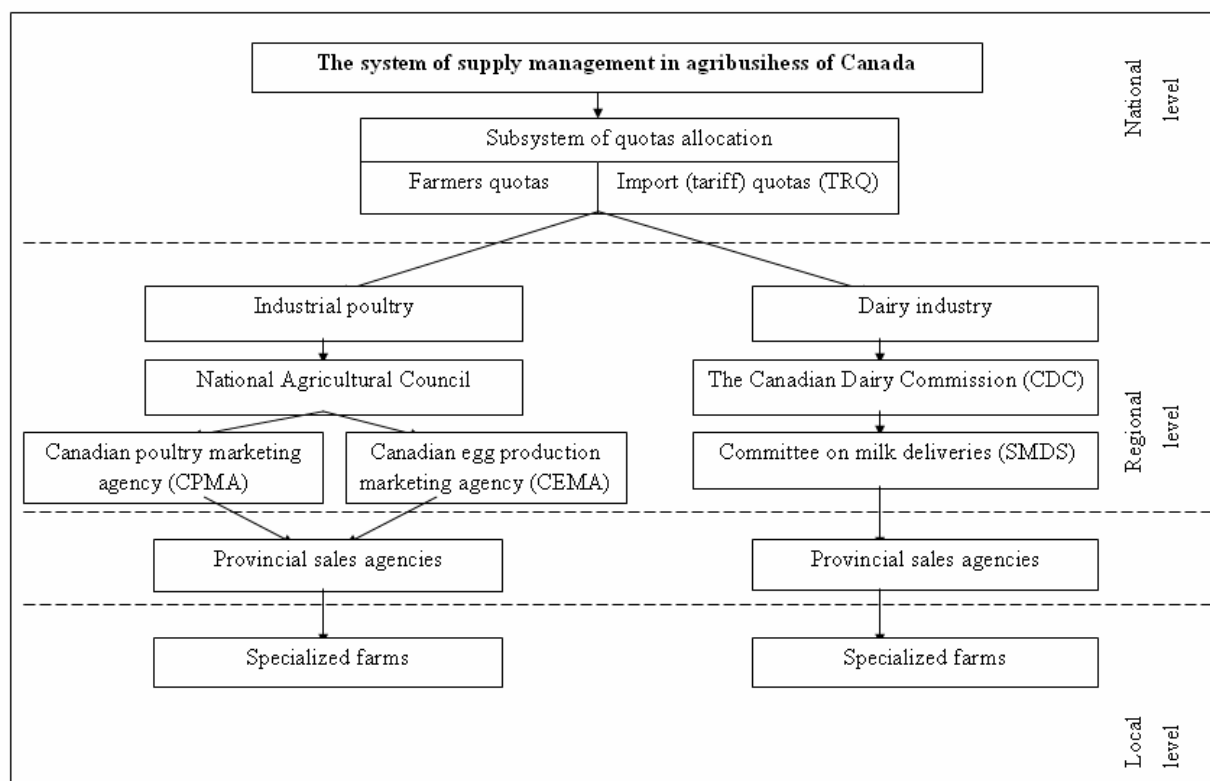 The system of supply management in agribusihess of Canada
National
level
Subsystem of quotas allocation
Farmers quotas
Import (tariff) quotas (TRQ)
Industrial poultry
Dairy industry
National Agricultural Council
The Canadian Dairy Commission (CDC)
Canadian poultry marketing
agency (CPMA)
Canadian egg production
marketing agency (CEMA)
Committee on milk deliveries (SMDS)
Regional
level
Provincial sales agencies
Provincial sales agencies
Specialized farms
Specialized farms
Local
level